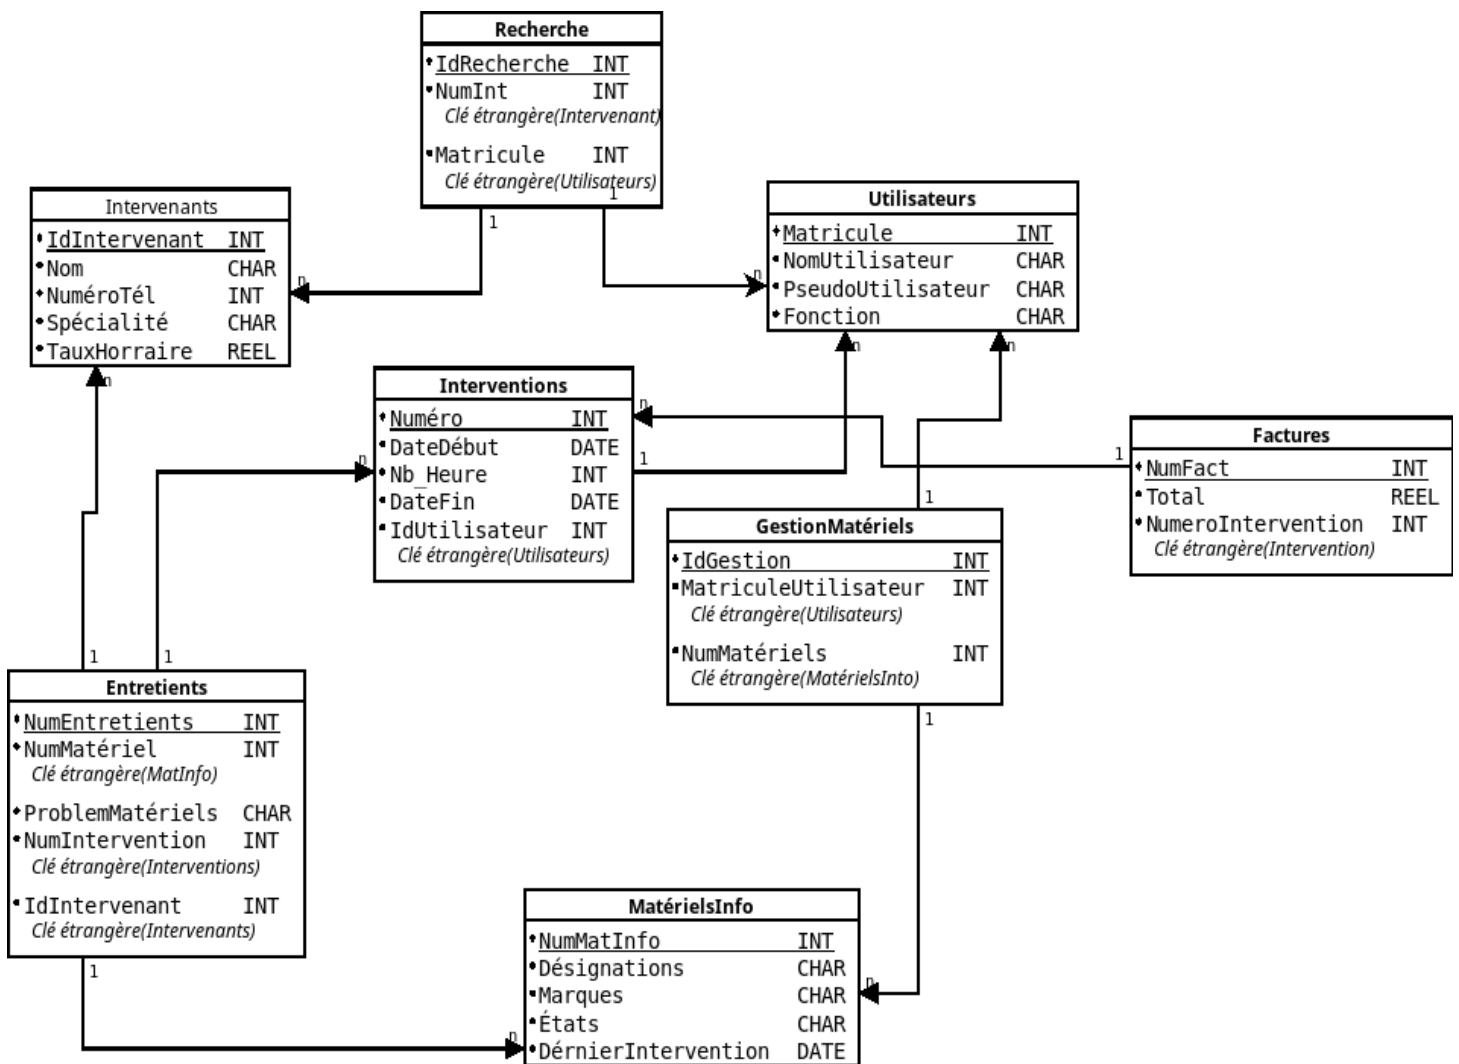 Recherche
IdRecherche INT
NumInt INT
Clé étrangère(Intervenant)
Matricule INT
Clé étrangère(Utilisateurs)
1
1
n
n
Intervenants
IdIntervenant INT
Nom CHAR
NuméroTél INT
Spécialité CHAR
TauxHorraire REEL
n
Utilisateurs
Matricule INT
NomUtilisateur CHAR
PseudoUtilisateur CHAR
Fonction CHAR
n
n
Interventions
Numéro INT
DateDébut DATE
Nb_Heure INT
DateFin DATE
IdUtilisateur INT
Clé étrangère(Utilisateurs)
n
n
1
1
Factures
NumFact INT
Total REEL
NumeroIntervention INT
Clé étrangère(Intervention)
1
GestionMatériels
IdGestion INT
MatriculeUtilisateur INT
Clé étrangère(Utilisateurs)
NumMatériels INT
Clé étrangère(MatérielsInto)
1
1
1
Entretients
NumEntretients INT
NumMatériel INT
Clé étrangère(MatInfo)
ProblemMatériels CHAR
NumIntervention INT
Clé étrangère(Interventions)
IdIntervenant INT
Clé étrangère(Intervenants)
1
n
n
MatérielsInfo
NumMatInfo INT
Désignations CHAR
Marques CHAR
États CHAR
DérnierIntervention DATE